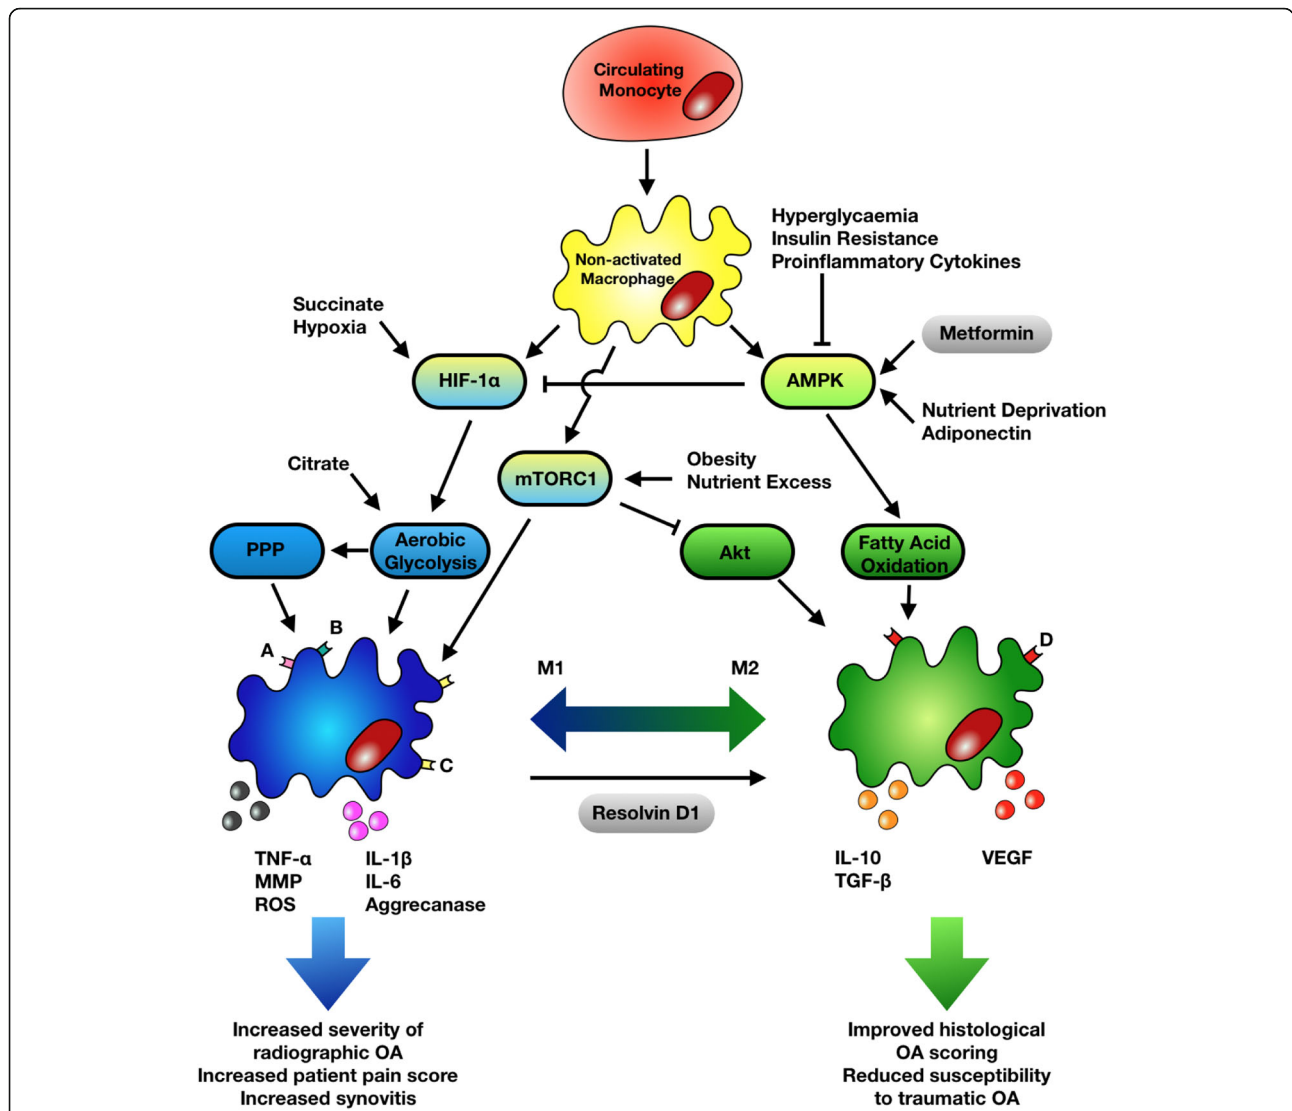 Circulating
Monocyte
Non-activated
Macrophage
Hyperglycaemia
Insulin Resistance
Proinflammatory Cytokines
Succinate
Hypoxia
Metformin
HIF-1α
AMPK
Nutrient Deprivation
Adiponectin
Citrate
mTORC1
Obesity
Nutrient Excess
PPP
Aerobic
Glycolysis
Akt
Fatty Acid
Oxidation
A
B
C
D
M1
M2
Resolvin D1
TNF-α
MMP
ROS
IL-1β
IL-6
Aggrecanase
IL-10
TGF-β
VEGF
Increased severity of
radiographic OA
Increased patient pain score
Increased synovitis
Improved histological
OA scoring
Reduced susceptibility
to traumatic OA